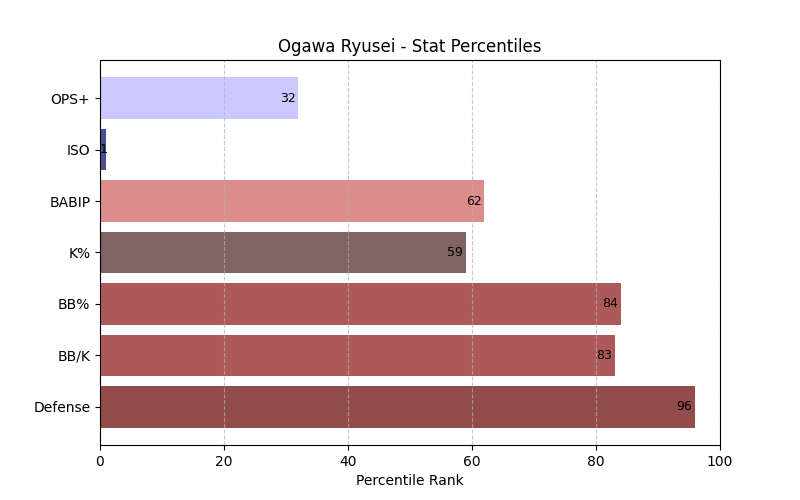 Ogawa Ryusei - Stat Percentiles
OPS+ 32
ISO 1
BABIP 62
K% 59
BB% 84
BB/K 83
Defense 96
0 20 40 60 80 100
Percentile Rank